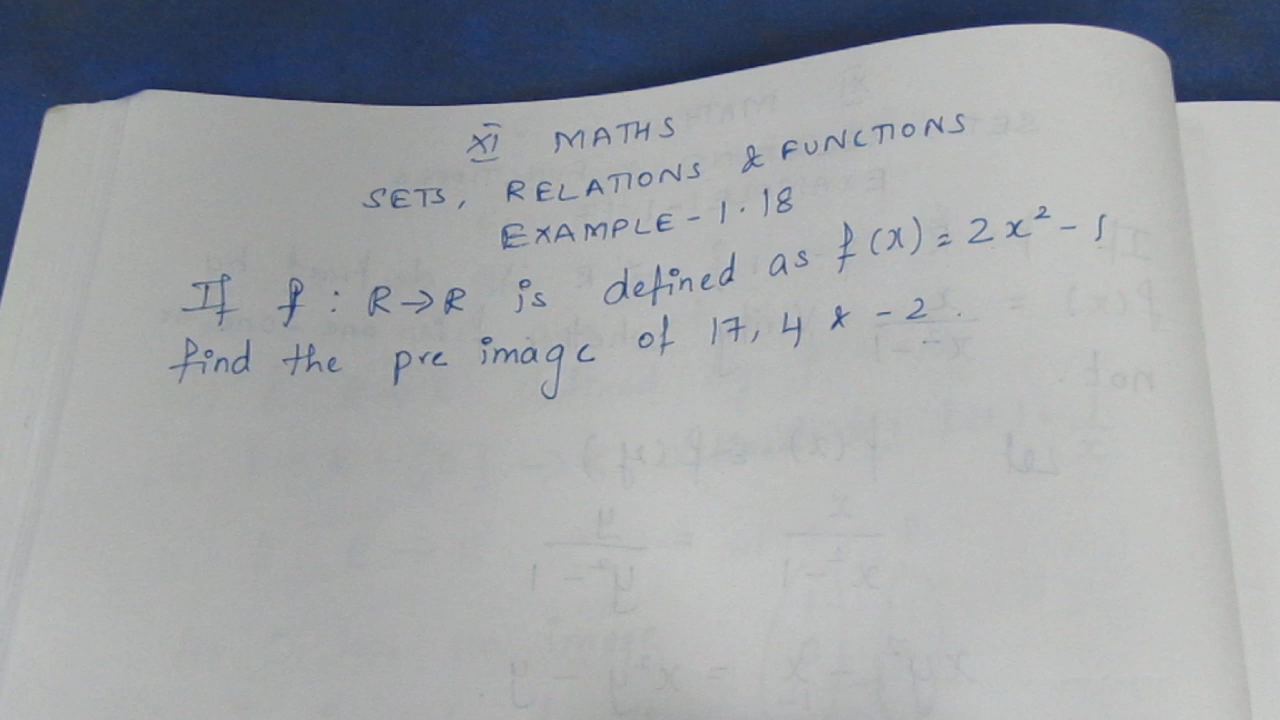 XI MATHS
SETS, RELATIONS & FUNCTIONS
EXAMPLE - 1.18
If f : R → R is defined as f(x) = 2x² - 1
find the pre image of 17, 4 & -2.